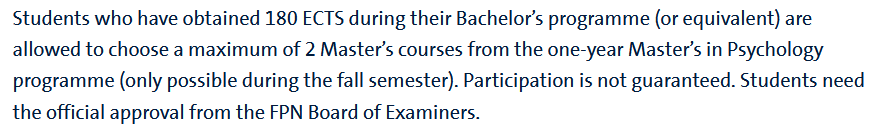 Students who have obtained 180 ECTS during their Bachelor’s programme (or equivalent) are
allowed to choose a maximum of 2 Master’s courses from the one-year Master’s in Psychology
programme (only possible during the fall semester). Participation is not guaranteed. Students need
the official approval from the FPN Board of Examiners.